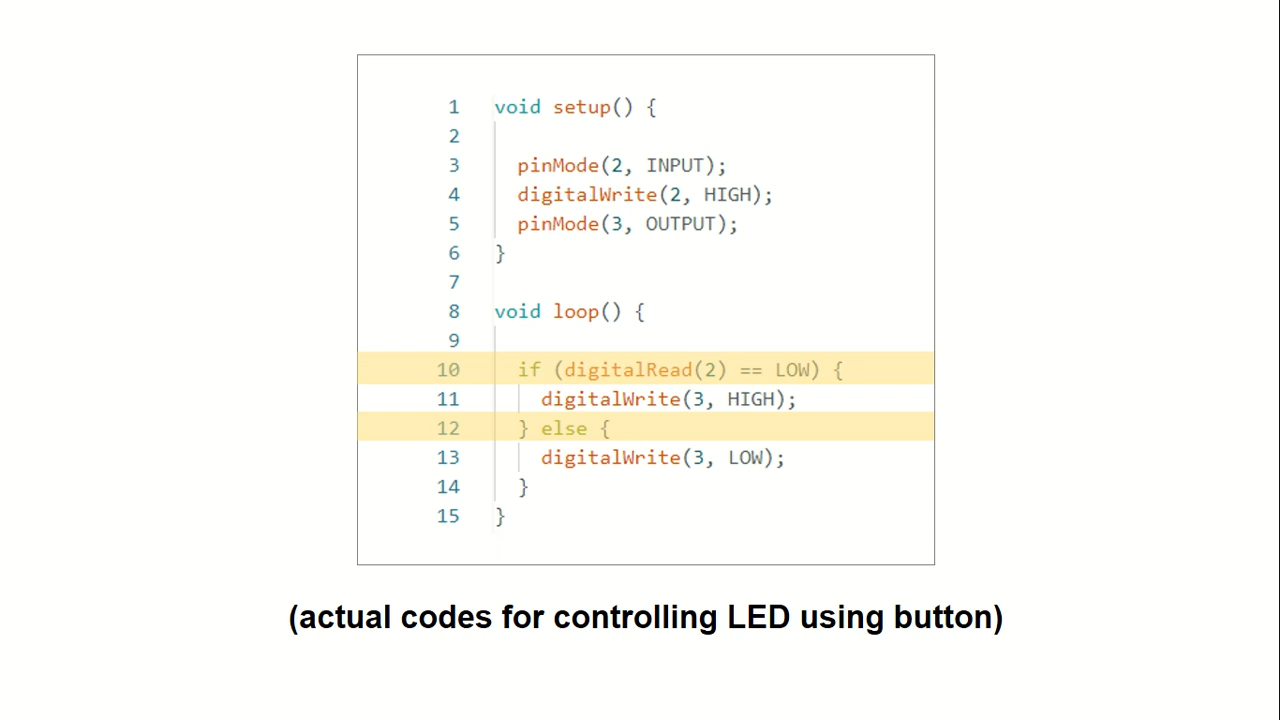 1 void setup() {
2
3 pinMode(2, INPUT);
4 digitalWrite(2, HIGH);
5 pinMode(3, OUTPUT);
6 }
7
8 void loop() {
9
10 if (digitalRead(2) == LOW) {
11 digitalWrite(3, HIGH);
12 } else {
13 digitalWrite(3, LOW);
14 }
15 }
(actual codes for controlling LED using button)